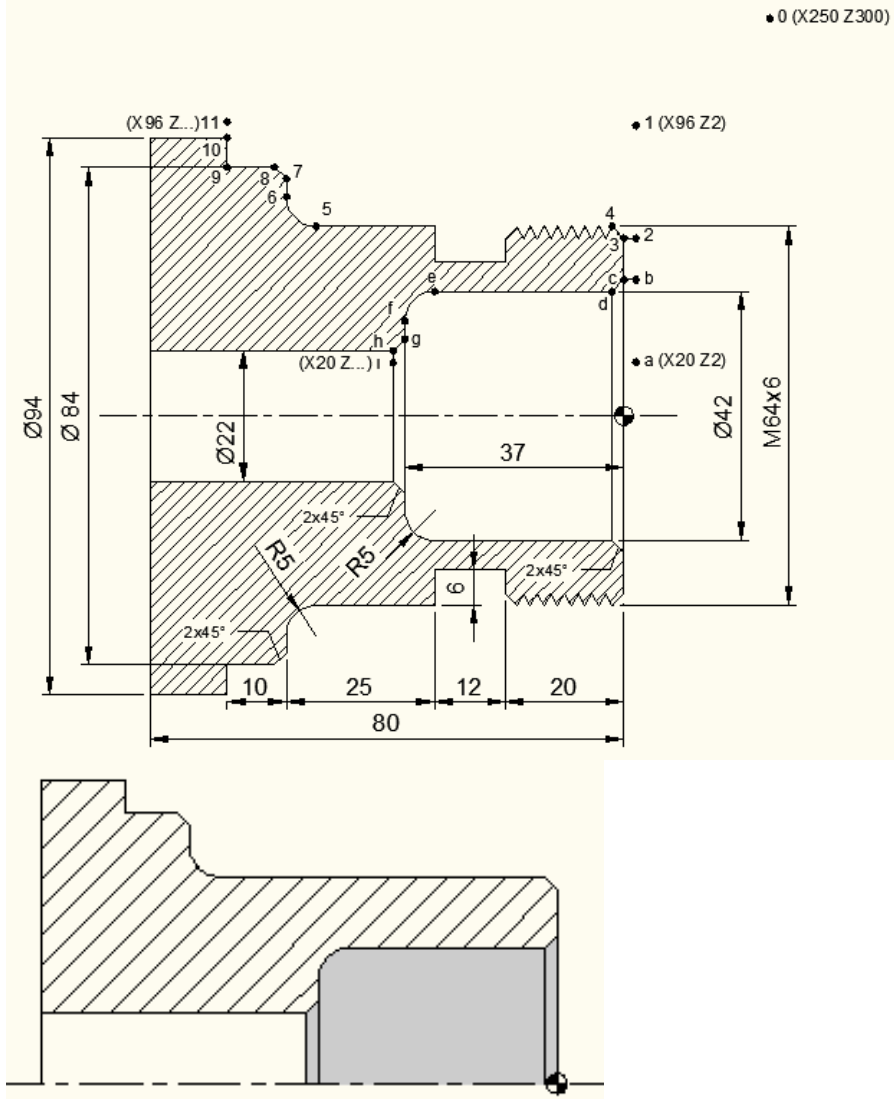 0 (X250 Z300)
(X96 Z...)11
1 (X96 Z2)
10
9
8
7
6
5
4
3
2
e
c
b
d
f
g
h
(X20 Z...) i
a (X20 Z2)
Ø94
Ø 84
Ø22
37
Ø42
M64x6
2x45°
R5
R5
6
2x45°
2x45°
10
25
12
20
80